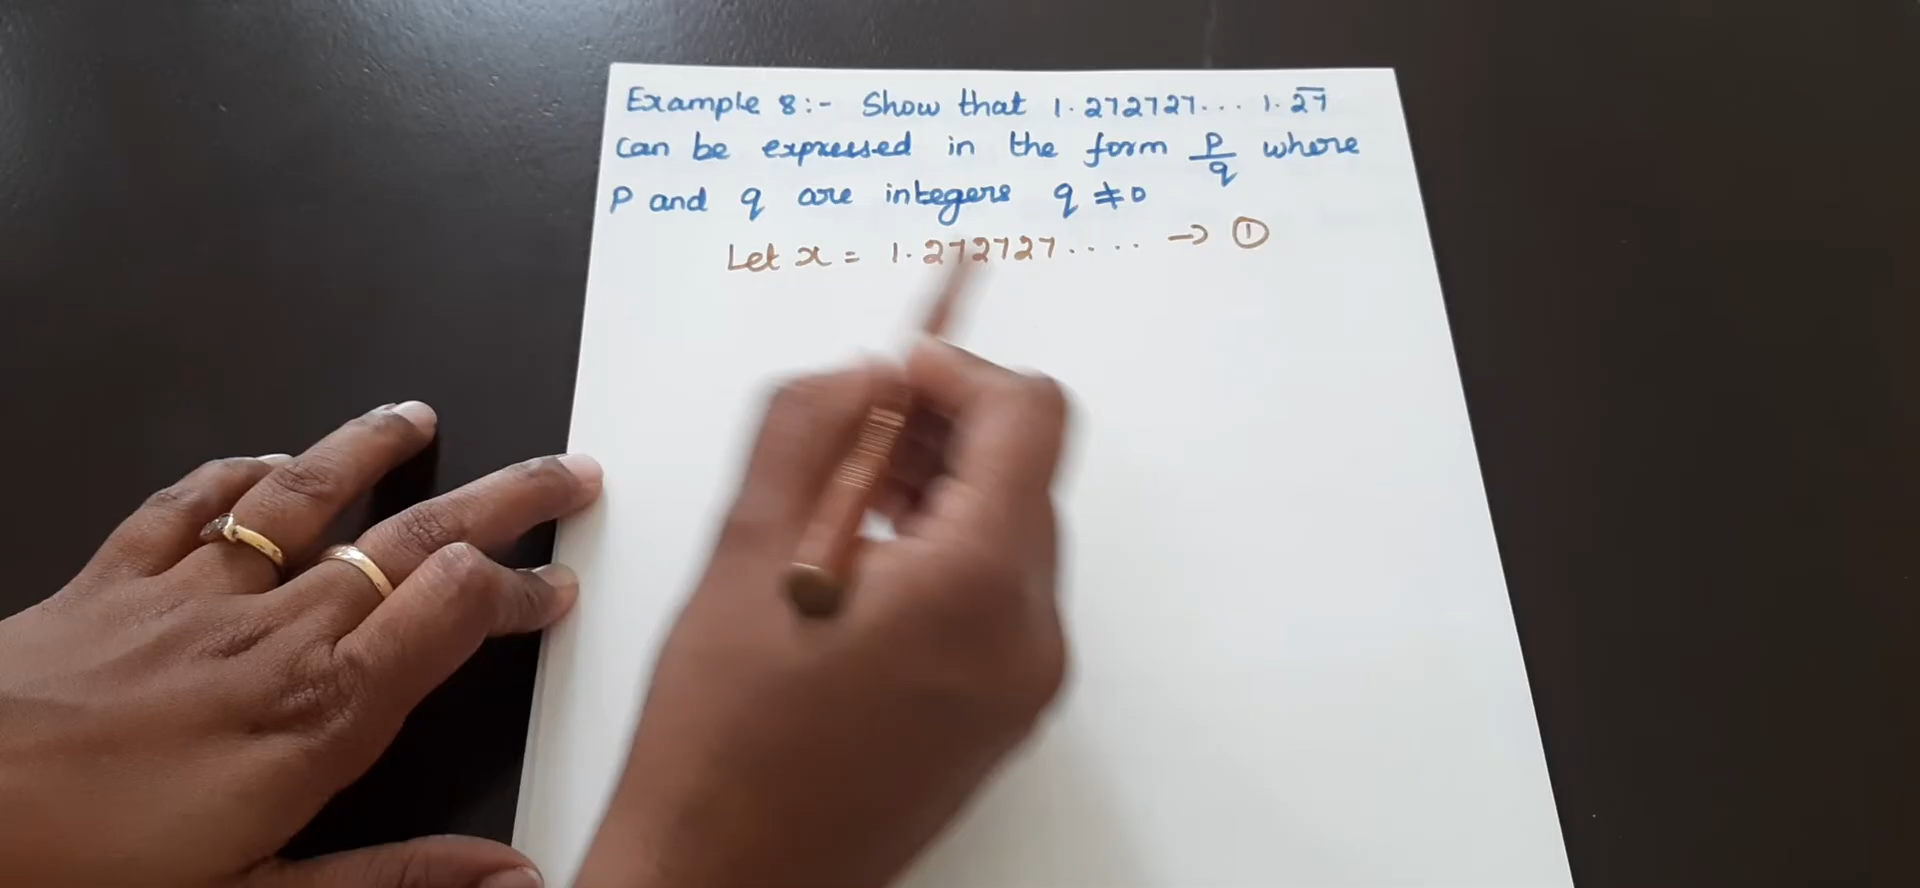 Example 8:- Show that 1.272727... 1.2̅7̅
can be expressed in the form p/q where
P and q are integers q ≠ 0
Let x = 1.272727.... → ①